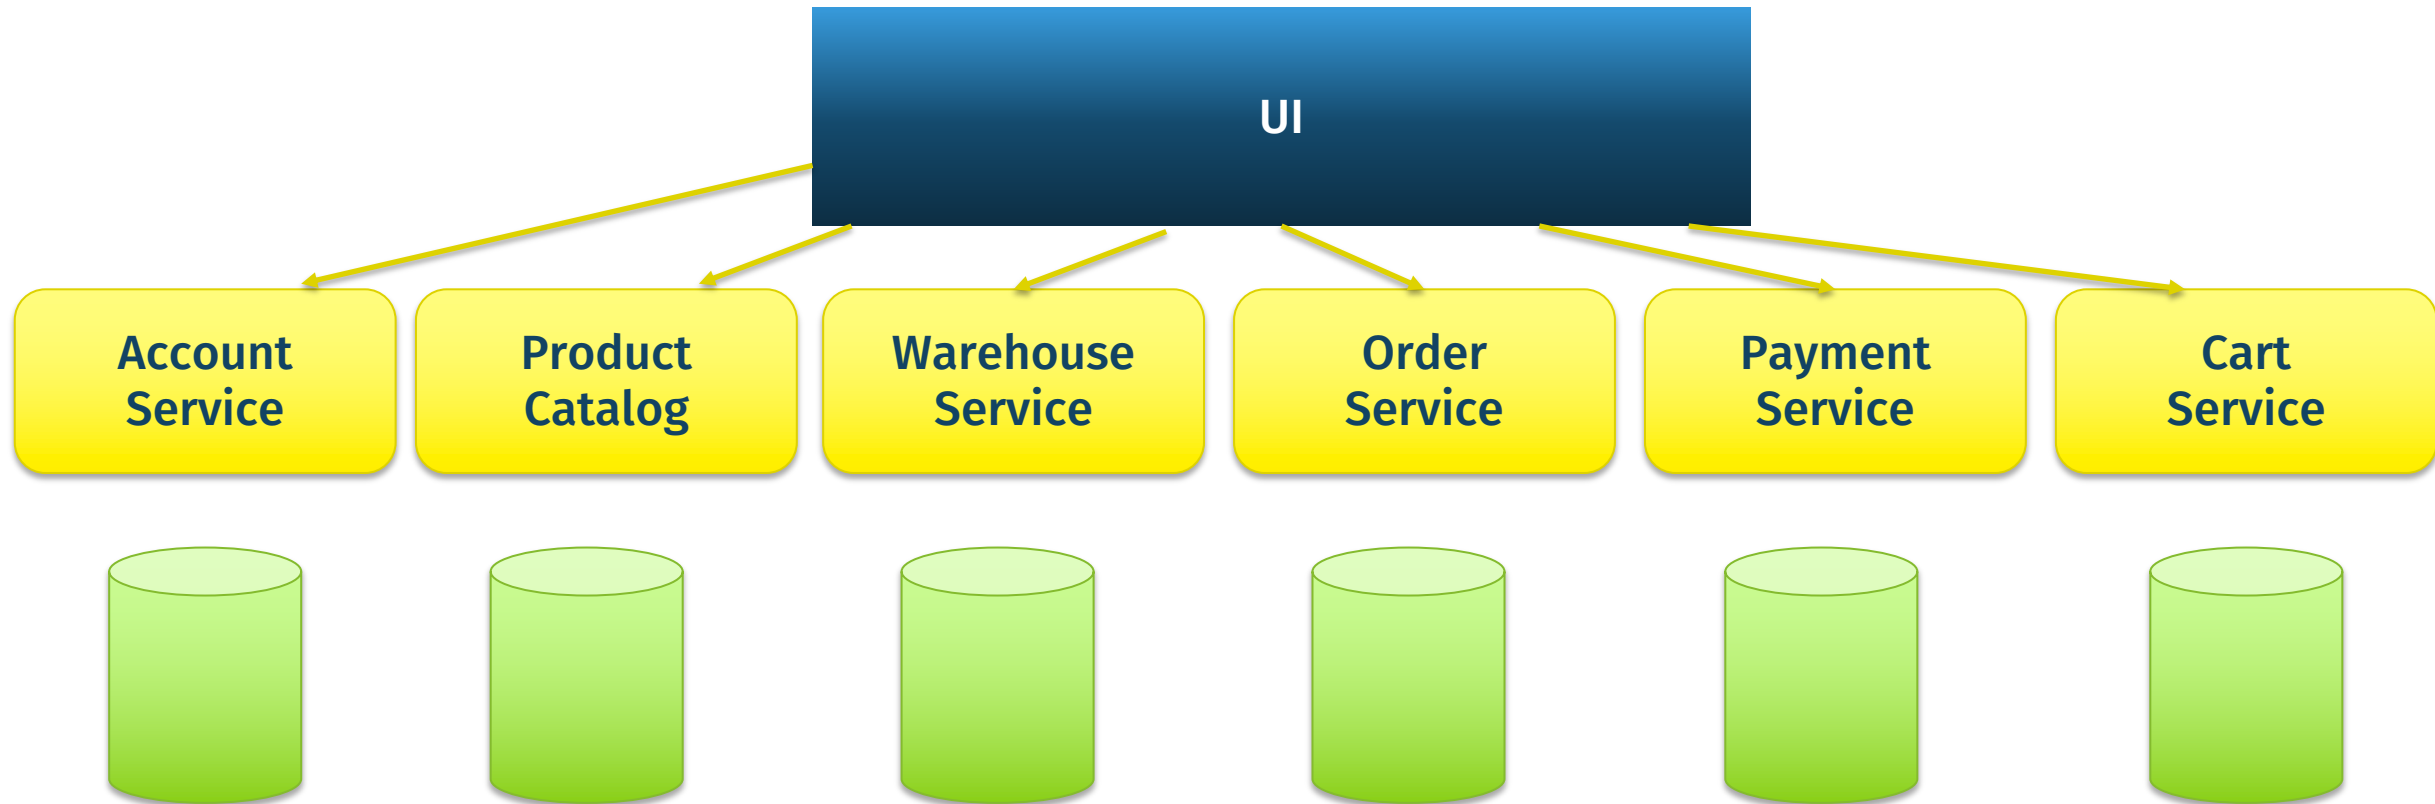 UI
Account
Service
Product
Catalog
Warehouse
Service
Order
Service
Payment
Service
Cart
Service